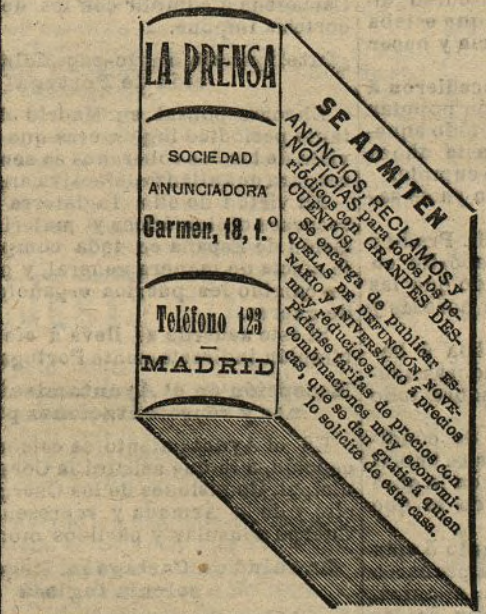 LA PRENSA
SOCIEDAD
ANUNCIADORA
Carmen, 18, 1.º
Teléfono 123
MADRID
SE ADMITEN
ANUNCIOS, RECLAMOS y
NOTICIAS para todos los pe-
riódicos con GRANDES DES-
CUENTOS.
Se encarga de publicar ES-
QUELAS DE DEFUNCIÓN, NOVE-
NARIO y ANIVERSARIO á precios
muy reducidos.
Pídanse tarifas de precios con
combinaciones muy económi-
cas, que se dan gratis á quien
lo solicite de esta casa.